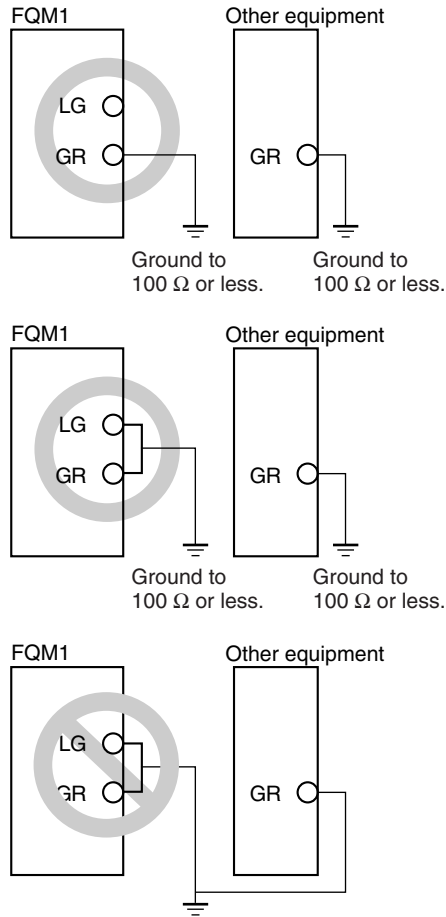 FQM1
Other equipment
LG
GR
GR
Ground to
100 Ω or less.
Ground to
100 Ω or less.
FQM1
Other equipment
LG
GR
GR
Ground to
100 Ω or less.
Ground to
100 Ω or less.
FQM1
Other equipment
LG
GR
GR